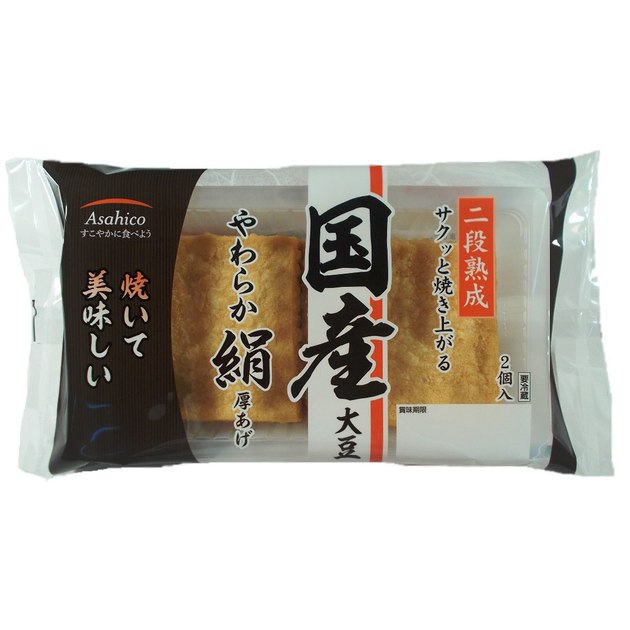 二段熟成
サクッと焼き上がる
2個入
要冷蔵
賞味期限
国産大豆
やわらか絹厚あげ
Asahico
すこやかに食べよう
焼いて
美味しい